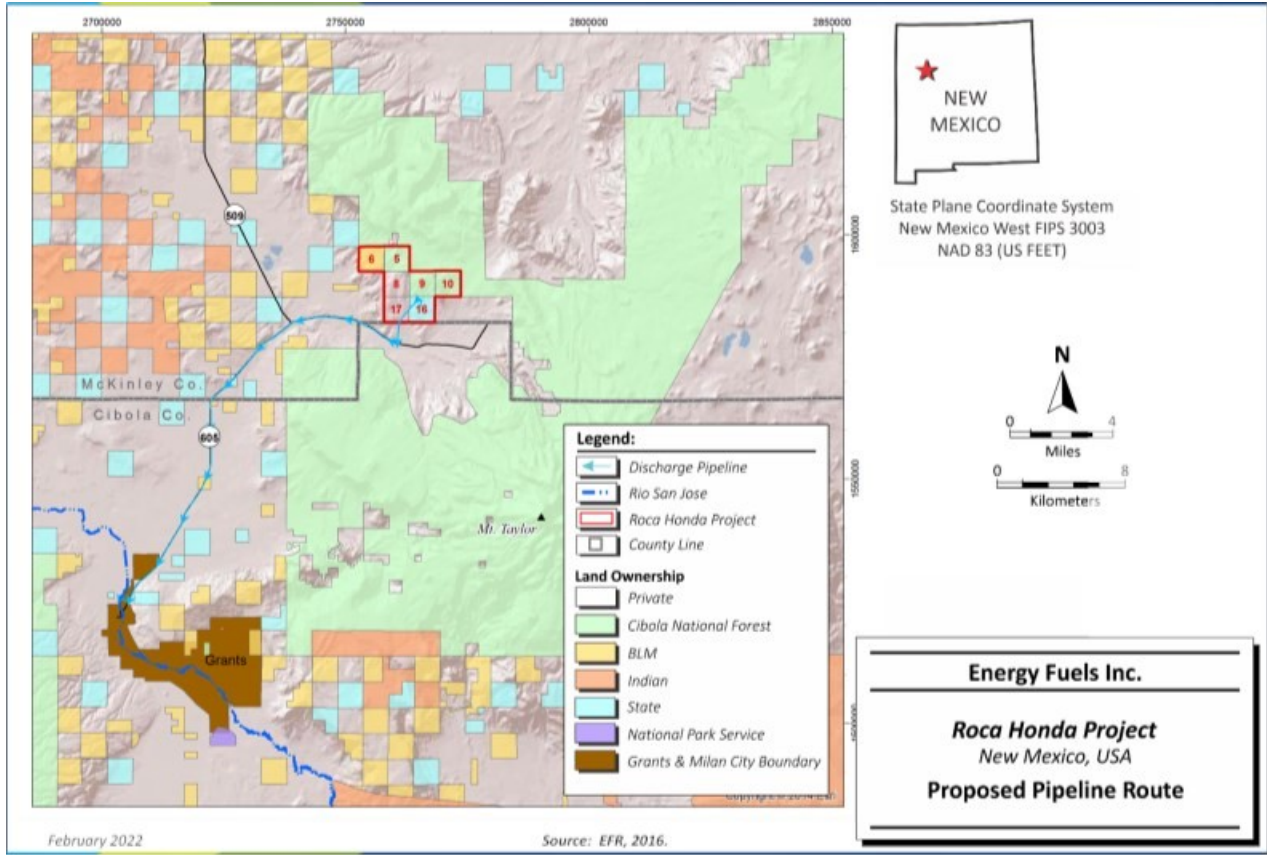 2700000
2750000
2800000
2850000
NEW
MEXICO
State Plane Coordinate System
New Mexico West FIPS 3003
NAD 83 (US FEET)
1600000
509
6
5
8
9
10
17
16
McKinley Co.
Cibola Co.
605
1550000
Mt. Taylor
Grants
N
0
4
Miles
0
8
Kilometers
Legend:
Discharge Pipeline
Rio San Jose
Roca Honda Project
County Line
Land Ownership
Private
Cibola National Forest
BLM
Indian
State
National Park Service
Grants & Milan City Boundary
Energy Fuels Inc.
Roca Honda Project
New Mexico, USA
Proposed Pipeline Route
February 2022
Source: EFR, 2016.